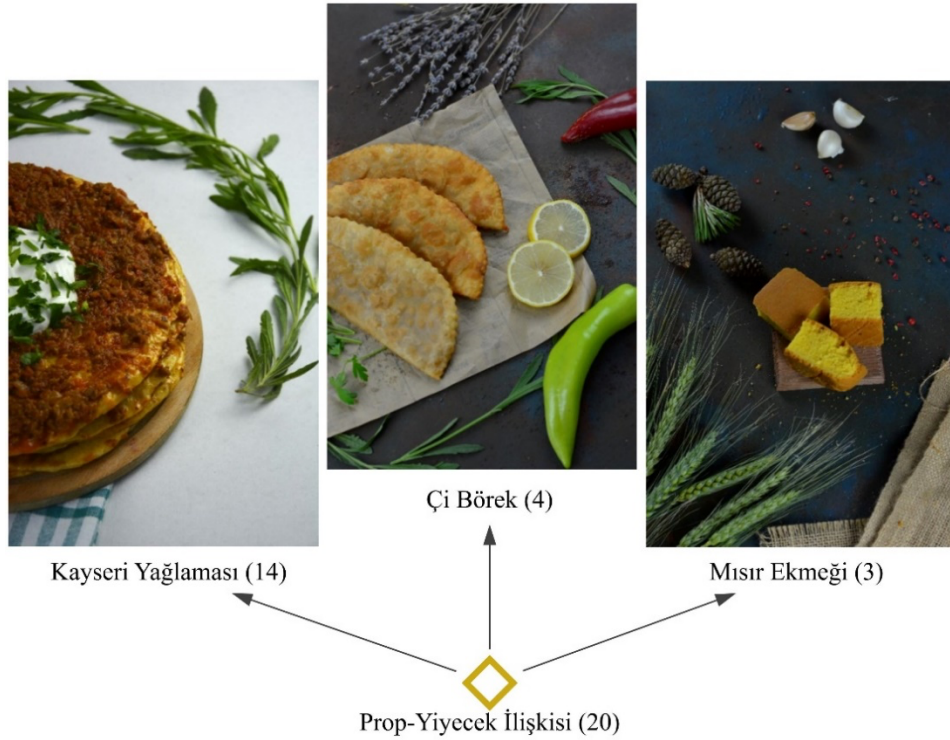 Çi Börek (4)
Kayseri Yağlaması (14)
Mısır Ekmeği (3)
Prop-Yiyecek İlişkisi (20)